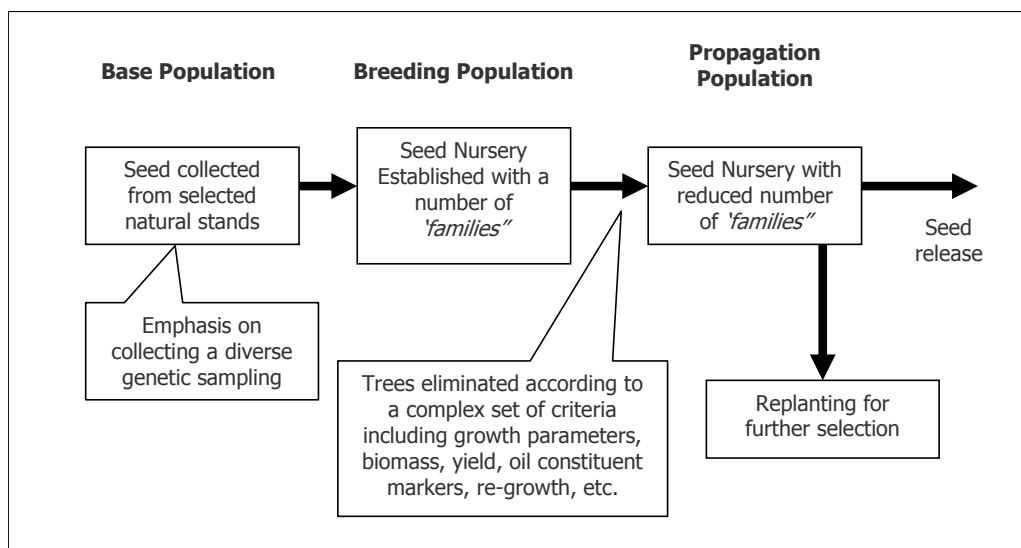 Base Population
Breeding Population
Propagation
Population
Seed collected
from selected
natural stands
Seed Nursery
Established with a
number of
‘families”
Seed Nursery with
reduced number
of ‘families”
Seed
release
Emphasis on
collecting a diverse
genetic sampling
Trees eliminated according to
a complex set of criteria
including growth parameters,
biomass, yield, oil constituent
markers, re-growth, etc.
Replanting for
further selection